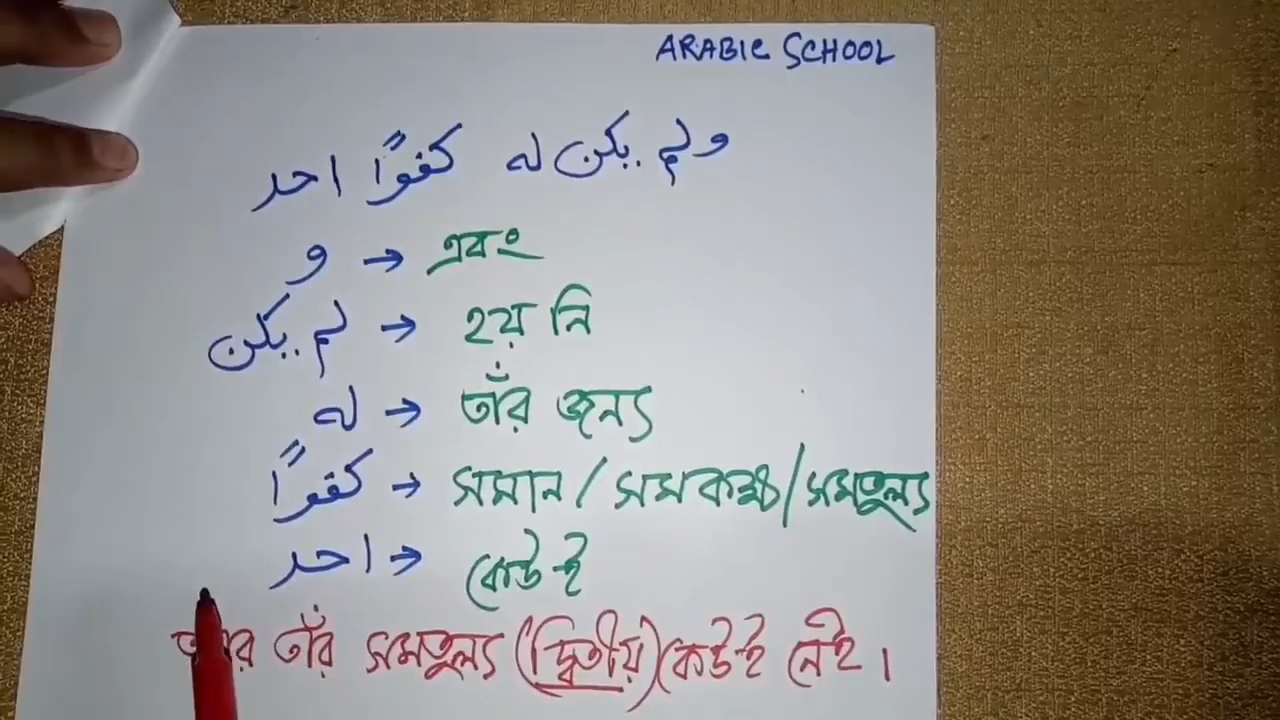 ARABIC SCHOOL
ولم يكن له كفوًا احد
و → এবং
لم يكن → হয় নি
له → তাঁর জন্য
كفوًا → সমান / সমকক্ষ / সমতুল্য
احد → কেউই
তাঁর সমতুল্য (দ্বিতীয়) কেউই নেই।